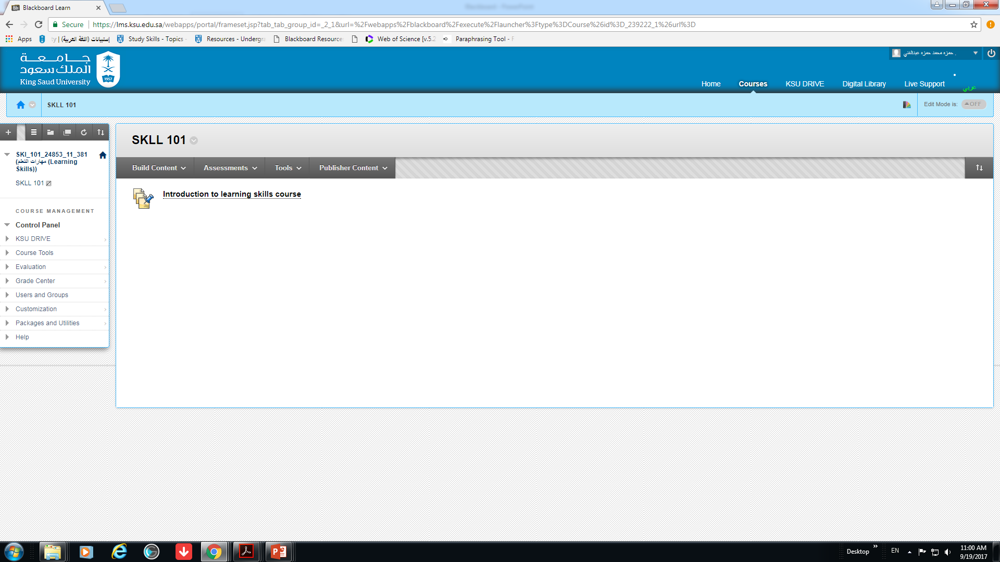 Blackboard Learn
Secure
https://lms.ksu.edu.sa/webapps/portal/frameset.jsp?tab_tab_group_id=_2_1&url=%2Fwebapps%2Fblackboard%2Fexecute%2Flauncher%3Ftype%3DCourse%26id%3D_239222_1%26url%3D
Apps
ty | إستبيانات (اللغة العربية)
Study Skills - Topics -
Resources - Undergra
Blackboard Resource
Web of Science [v.5.2
Paraphrasing Tool - F
جامعة
الملك سعود
King Saud University
1957
حمزه محمد حمزه عبدالغني .
Home
Courses
KSU DRIVE
Digital Library
Live Support
عربي
SKLL 101
Edit Mode is:
OFF
SKI_101_24853_11_381
(مهارات التعلم (Learning
Skills))
SKLL 101
COURSE MANAGEMENT
Control Panel
KSU DRIVE
Course Tools
Evaluation
Grade Center
Users and Groups
Customization
Packages and Utilities
Help
SKLL 101
Build Content
Assessments
Tools
Publisher Content
Introduction to learning skills course
Desktop
EN
11:00 AM
9/19/2017